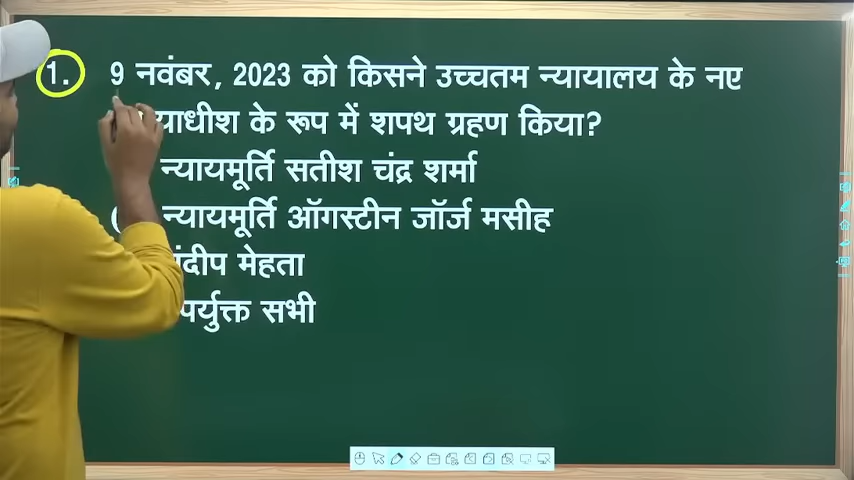 1. 9 नवंबर, 2023 को किसने उच्चतम न्यायालय के नए
के रूप में शपथ ग्रहण किया?
न्यायमूर्ति सतीश चंद्र शर्मा
न्यायमूर्ति ऑगस्टीन जॉर्ज मसीह
मेहता
सभी